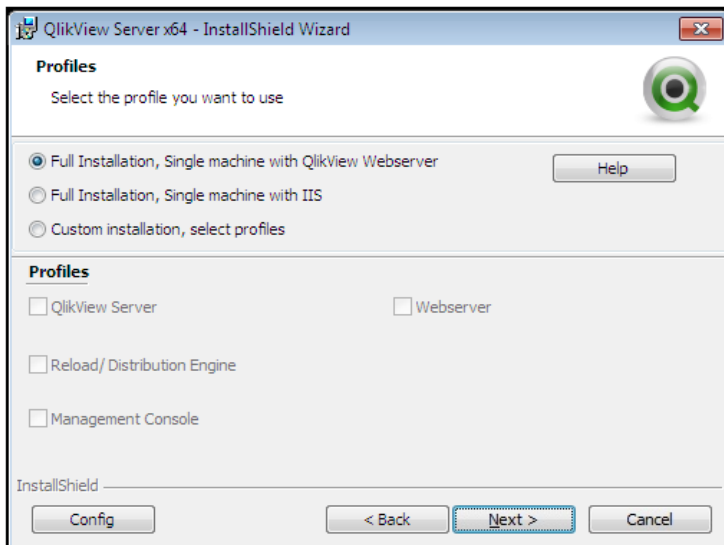 QlikView Server x64 - InstallShield Wizard
Profiles
Select the profile you want to use
Full Installation, Single machine with QlikView Webserver
Help
Full Installation, Single machine with IIS
Custom installation, select profiles
Profiles
QlikView Server
Webserver
Reload/ Distribution Engine
Management Console
InstallShield
Config
< Back
Next >
Cancel